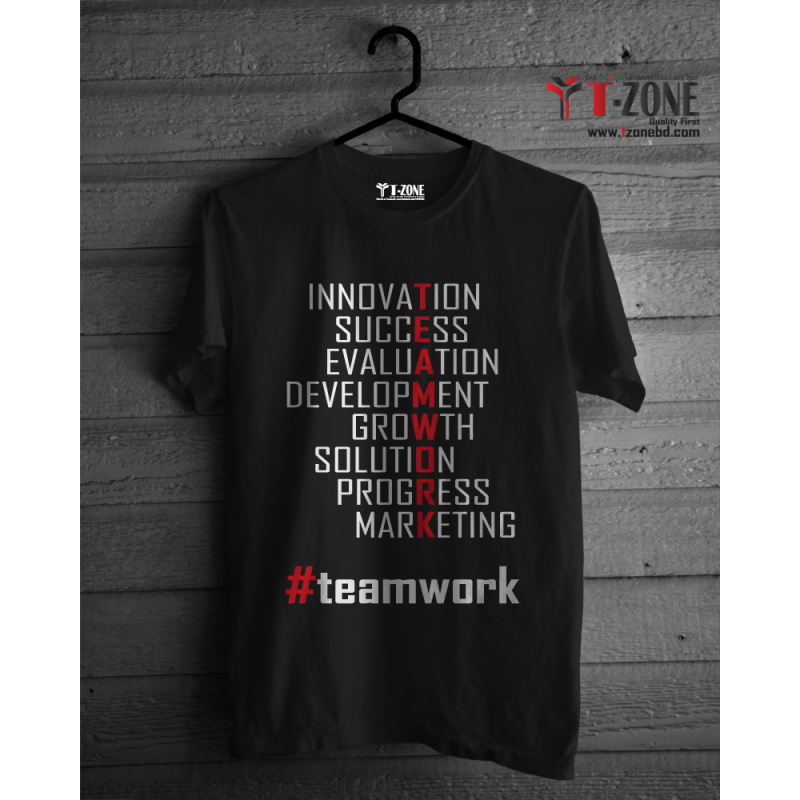 T-ZONE
Quality First
www.tzonebd.com
T-ZONE
INNOVATION
SUCCESS
EVALUATION
DEVELOPMENT
GROWTH
SOLUTION
PROGRESS
MARKETING
#teamwork